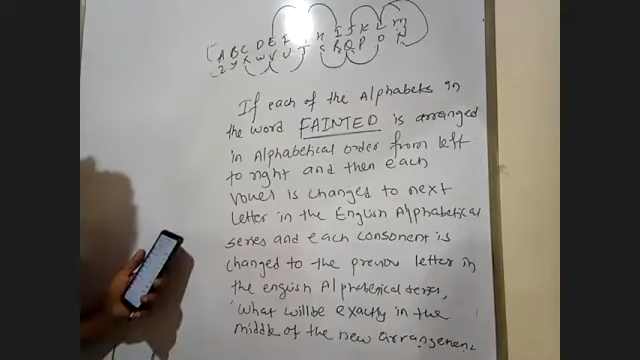 A B C D E F H I J K L M
Z Y X W V U T S R Q P O N
If each of the Alphabets in
the word FAINTED is arranged
in Alphabetical order from left
to right and then each
vowel is changed to next
letter in the English Alphabetical
series and each consonent is
changed to the previou letter in
the english Alphabetical series,
what will be exactly in the
middle of the new arrangement.